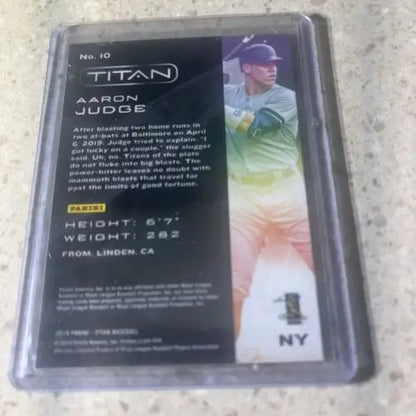 No. 10
TITAN
AARON
JUDGE
After blasting two home runs in
two at-bats at Baltimore on April
6, 2019, Judge tried to explain. "I
got lucky on a couple," the slugger
said. Uh, no. Titans of the plate
do not fluke into big blasts. The
power-hitter leaves no doubt with
mammoth blasts that travel far
past the limits of good fortune.
PANINI
HEIGHT: 6'7"
WEIGHT: 282
FROM: LINDEN, CA
NY